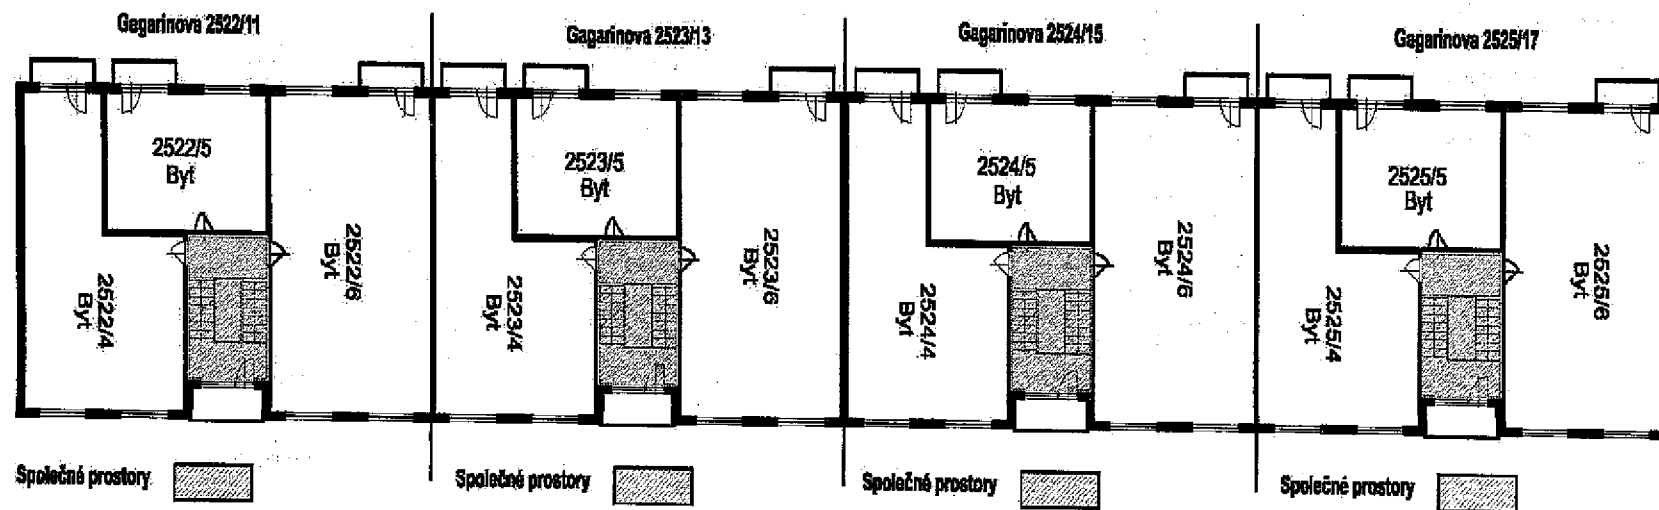 Gagarinova 2522/11
Gagarinova 2523/13
Gagarinova 2524/15
Gagarinova 2525/17
2522/5
Byt
2523/5
Byt
2524/5
Byt
2525/5
Byt
2522/4
Byt
2522/6
Byt
2523/4
Byt
2523/6
Byt
2524/4
Byt
2524/6
Byt
2525/4
Byt
2525/6
Byt
Společné prostory
Společné prostory
Společné prostory
Společné prostory